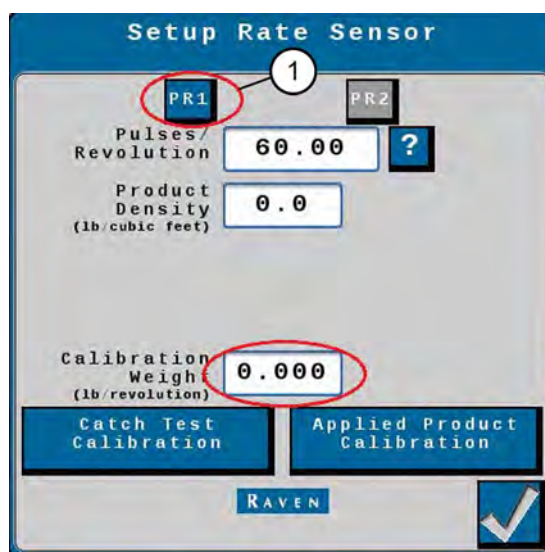 Setup Rate Sensor
1
PR1
PR2
Pulses/
Revolution
60.00
?
Product
Density
(lb/cubic feet)
0.0
Calibration
Weight
(lb/revolution)
0.000
Catch Test
Calibration
Applied Product
Calibration
RAVEN